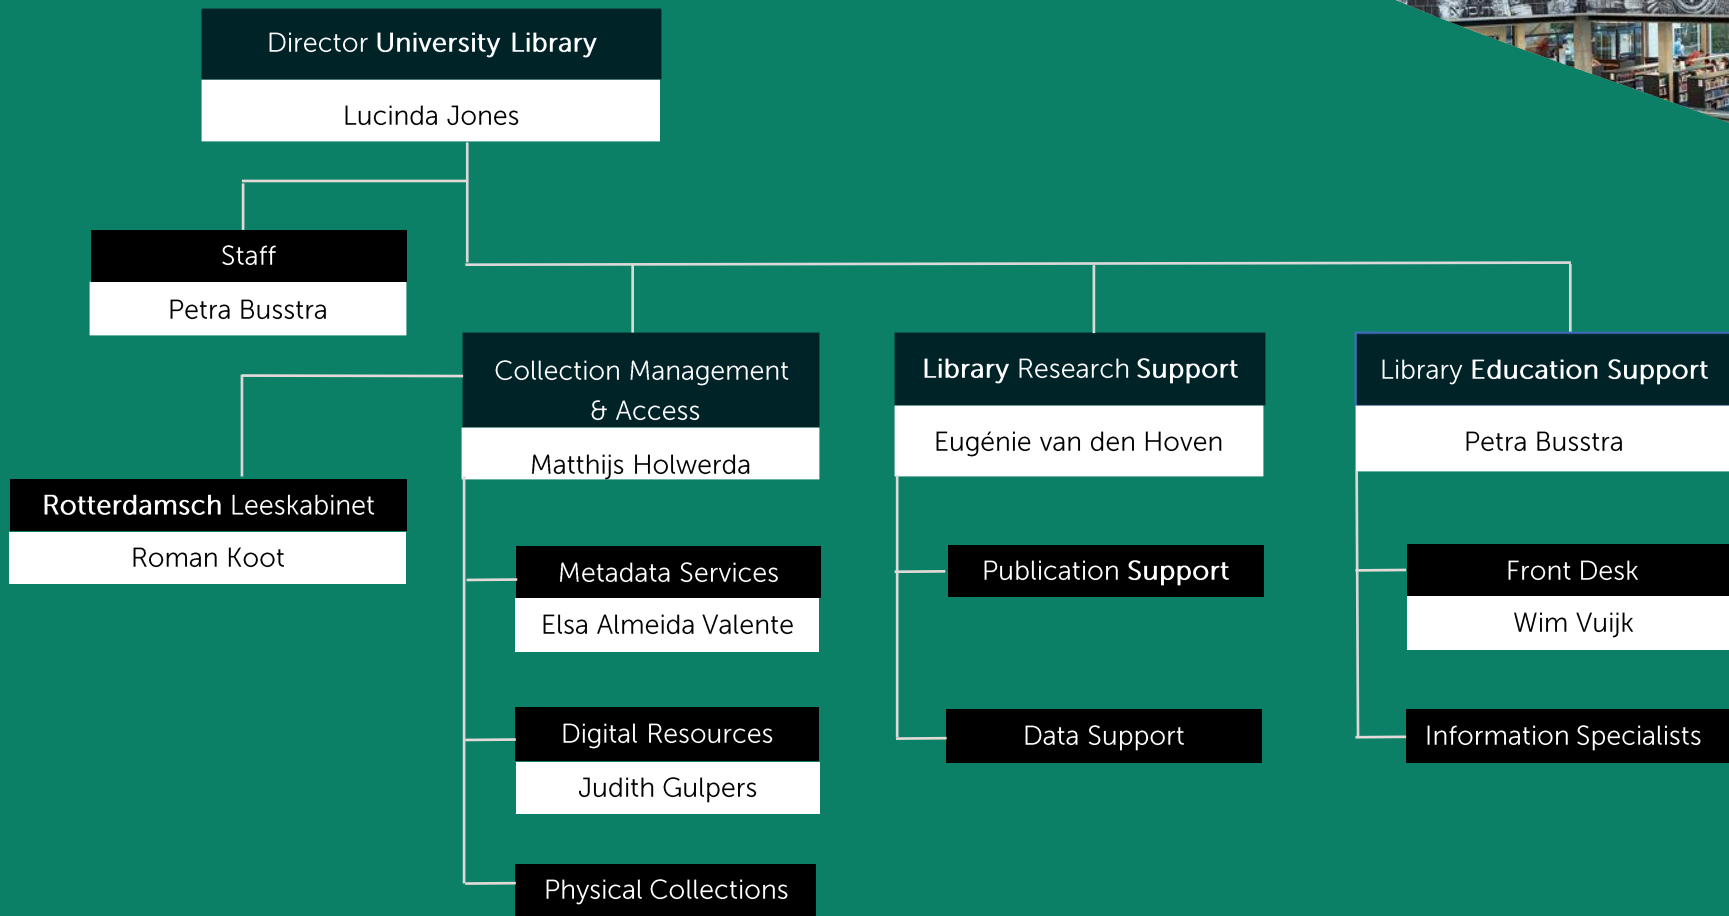 Director University Library
Lucinda Jones
Staff
Petra Busstra
Collection Management
& Access
Matthijs Holwerda
Library Research Support
Eugénie van den Hoven
Library Education Support
Petra Busstra
Rotterdamsch Leeskabinet
Roman Koot
Metadata Services
Elsa Almeida Valente
Digital Resources
Judith Gulpers
Physical Collections
Publication Support
Data Support
Front Desk
Wim Vuijk
Information Specialists